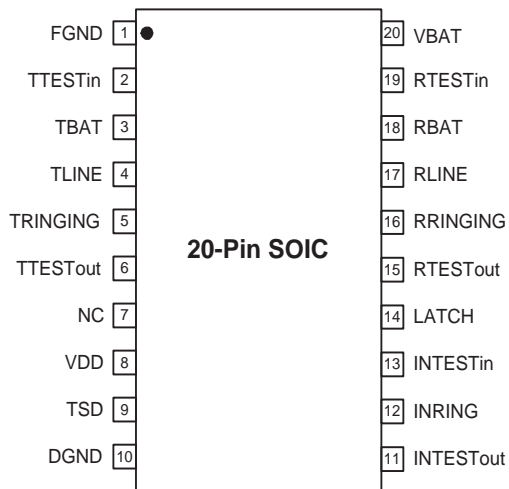 FGND 1 20 VBAT
TTESTin 2 19 RTESTin
TBAT 3 18 RBAT
TLINE 4 17 RLINE
TRINGING 5 16 RRINGING
20-Pin SOIC
TTESTout 6 15 RTESTout
NC 7 14 LATCH
VDD 8 13 INTESTin
TSD 9 12 INRING
DGND 10 11 INTESTout